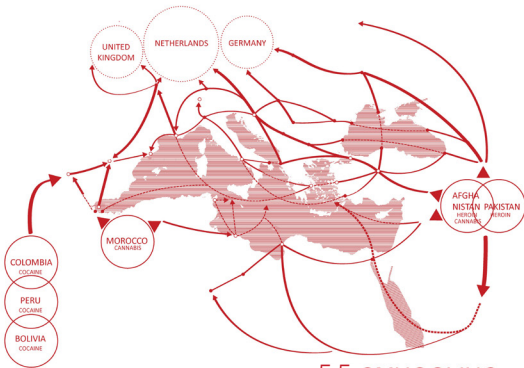 UNITED
KINGDOM
NETHERLANDS
GERMANY
AFGHA
NISTAN
HEROIN
CANNABIS
PAKISTAN
HEROIN
MOROCCO
CANNABIS
COLOMBIA
COCAINE
PERU
COCAINE
BOLIVIA
COCAINE